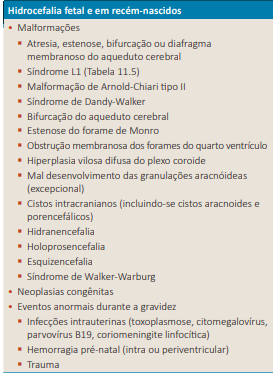 Hidrocefalia fetal e em recém-nascidos
• Malformações
▪ Atresia, estenose, bifurcação ou diafragma
membranoso do aqueduto cerebral
▪ Síndrome L1 (Tabela 11.5)
▪ Malformação de Arnold-Chiari tipo II
▪ Síndrome de Dandy-Walker
▪ Bifurcação do aqueduto cerebral
▪ Estenose do forame de Monro
▪ Obstrução membranosa dos forames do quarto ventrículo
▪ Hiperplasia vilosa difusa do plexo coroide
▪ Mal desenvolvimento das granulações aracnóideas
(excepcional)
▪ Cistos intracranianos (incluindo-se cistos aracnoides e
porencefálicos)
▪ Hidranencefalia
▪ Holoprosencefalia
▪ Esquizencefalia
▪ Síndrome de Walker-Warburg
• Neoplasias congênitas
• Eventos anormais durante a gravidez
▪ Infecções intrauterinas (toxoplasmose, citomegalovírus,
parvovírus B19, coriomeningite linfocítica)
▪ Hemorragia pré-natal (intra ou periventricular)
▪ Trauma